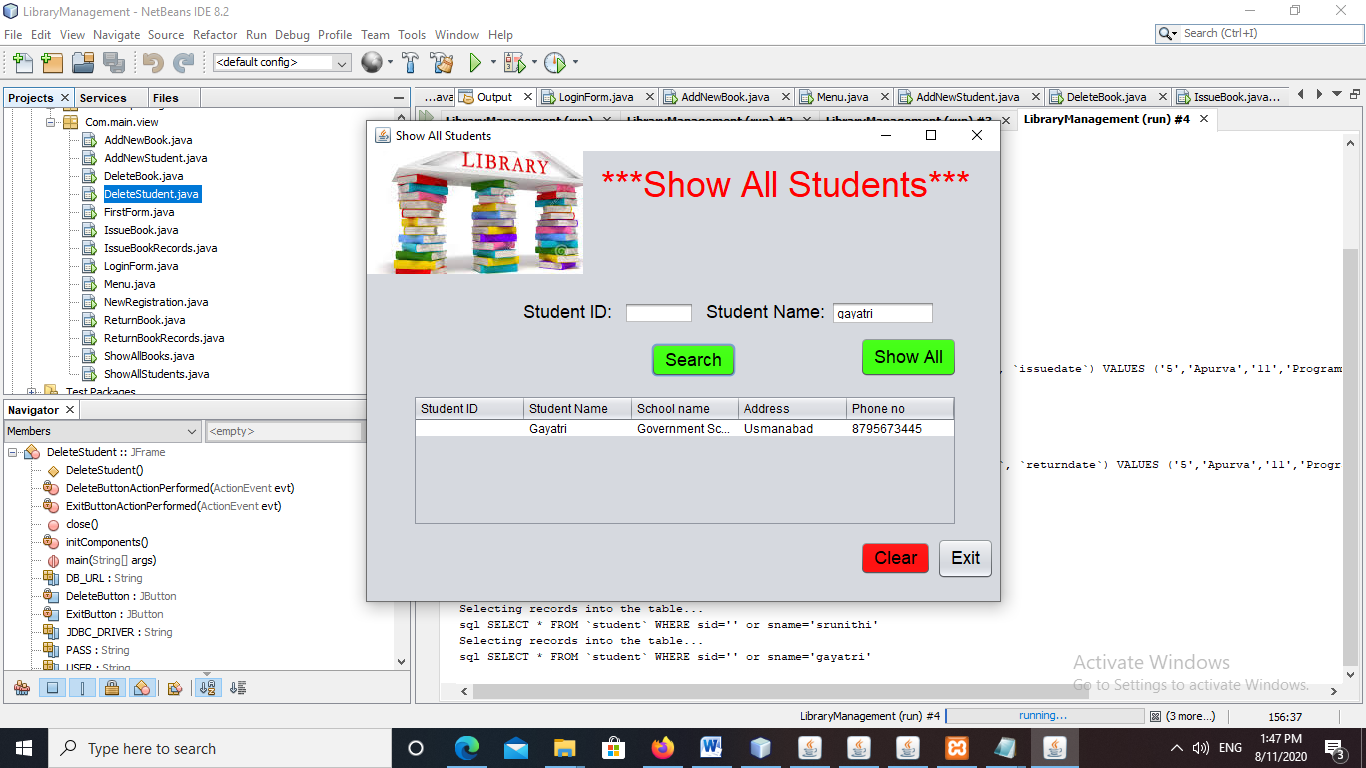 LibraryManagement - NetBeans IDE 8.2
File Edit View Navigate Source Refactor Run Debug Profile Team Tools Window Help
Search (Ctrl+I)
<default config>
Projects Services Files
...ava Output LoginForm.java AddNewBook.java Menu.java AddNewStudent.java DeleteBook.java IssueBook.java...
LibraryManagement (run) LibraryManagement (run) #2 LibraryManagement (run) #3 LibraryManagement (run) #4
Com.main.view
AddNewBook.java
AddNewStudent.java
DeleteBook.java
DeleteStudent.java
FirstForm.java
IssueBook.java
IssueBookRecords.java
LoginForm.java
Menu.java
NewRegistration.java
ReturnBook.java
ReturnBookRecords.java
ShowAllBooks.java
ShowAllStudents.java
Test Packages
Navigator
Members <empty>
DeleteStudent :: JFrame
DeleteStudent()
DeleteButtonActionPerformed(ActionEvent evt)
ExitButtonActionPerformed(ActionEvent evt)
close()
initComponents()
main(String[] args)
DB_URL : String
DeleteButton : JButton
ExitButton : JButton
JDBC_DRIVER : String
PASS : String
USER : String
Show All Students
LIBRARY
***Show All Students***
Student ID: Student Name: gayatri
Search Show All
Student ID Student Name School name Address Phone no
Gayatri Government Sc... Usmanabad 8795673445
Clear Exit
, `issuedate`) VALUES ('5','Apurva','11','Program
`, `returndate`) VALUES ('5','Apurva','11','Progr
Selecting records into the table...
sql SELECT * FROM `student` WHERE sid='' or sname='srunithi'
Selecting records into the table...
sql SELECT * FROM `student` WHERE sid='' or sname='gayatri'
Activate Windows
Go to Settings to activate Windows.
LibraryManagement (run) #4 running... (3 more...) 156:37
Type here to search
ENG
1:47 PM
8/11/2020
3